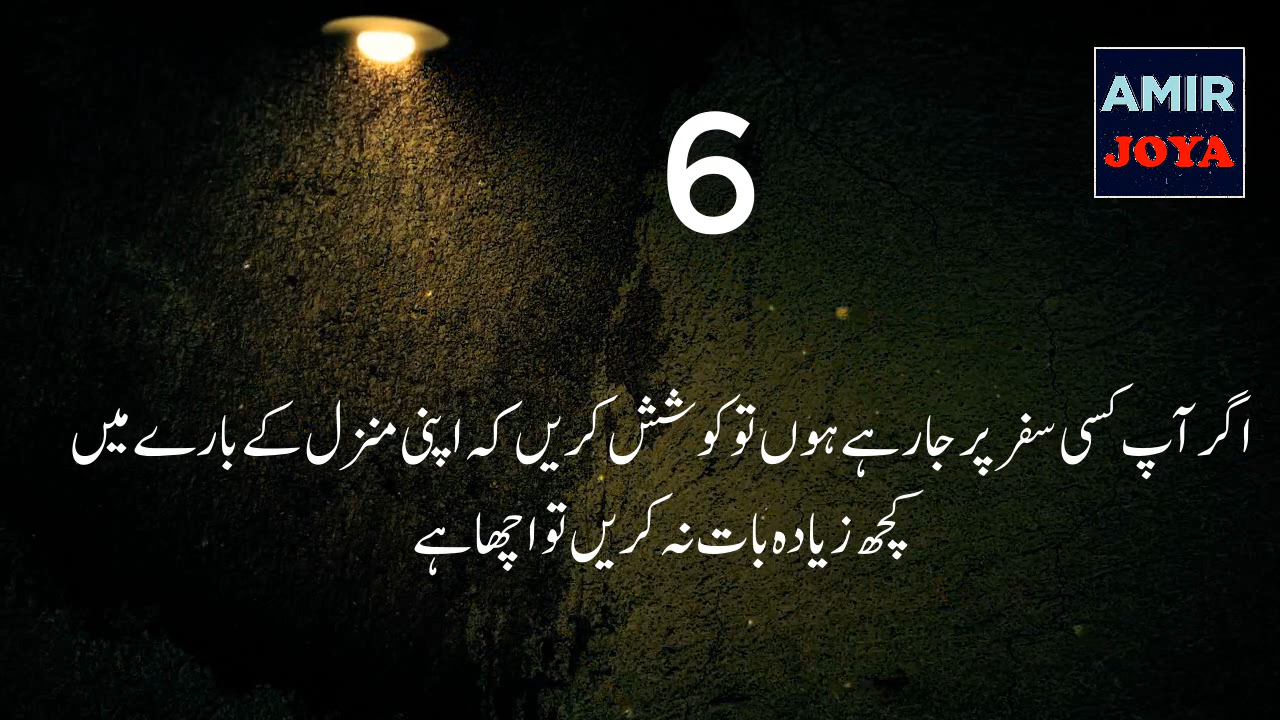 6
AMIR
JOYA
اگر آپ کسی سفر پر جا رہے ہوں تو کوشش کریں کہ اپنی منزل کے بارے میں
کچھ زیادہ بات نہ کریں تو اچھا ہے